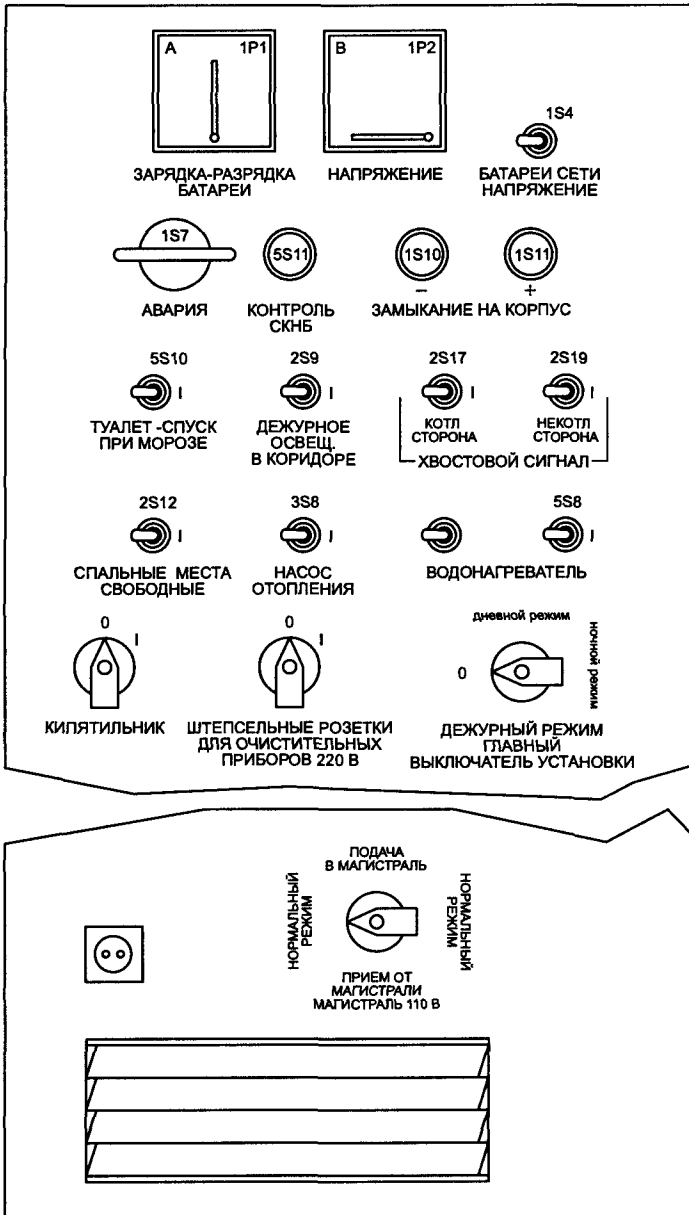 A 1P1
B 1P2
1S4
ЗАРЯДКА-РАЗРЯДКА
БАТАРЕИ
НАПРЯЖЕНИЕ
БАТАРЕИ СЕТИ
НАПРЯЖЕНИЕ
1S7
5S11
1S10
1S11
– +
АВАРИЯ
КОНТРОЛЬ
СКНБ
ЗАМЫКАНИЕ НА КОРПУС
5S10
2S9
2S17
2S19
I
I
I
I
ТУАЛЕТ -СПУСК
ПРИ МОРОЗЕ
ДЕЖУРНОЕ
ОСВЕЩ.
В КОРИДОРЕ
КОТЛ
СТОРОНА
НЕКОТЛ
СТОРОНА
ХВОСТОВОЙ СИГНАЛ
2S12
3S8
5S8
I
I
I
СПАЛЬНЫЕ МЕСТА
СВОБОДНЫЕ
НАСОС
ОТОПЛЕНИЯ
ВОДОНАГРЕВАТЕЛЬ
0 I
0 I
дневной режим
0
ночной режим
КИПЯТИЛЬНИК
ШТЕПСЕЛЬНЫЕ РОЗЕТКИ
ДЛЯ ОЧИСТИТЕЛЬНЫХ
ПРИБОРОВ 220 В
ДЕЖУРНЫЙ РЕЖИМ
ГЛАВНЫЙ
ВЫКЛЮЧАТЕЛЬ УСТАНОВКИ
ПОДАЧА
В МАГИСТРАЛЬ
НОРМАЛЬНЫЙ
РЕЖИМ
НОРМАЛЬНЫЙ
РЕЖИМ
ПРИЕМ ОТ
МАГИСТРАЛИ
МАГИСТРАЛЬ 110 В